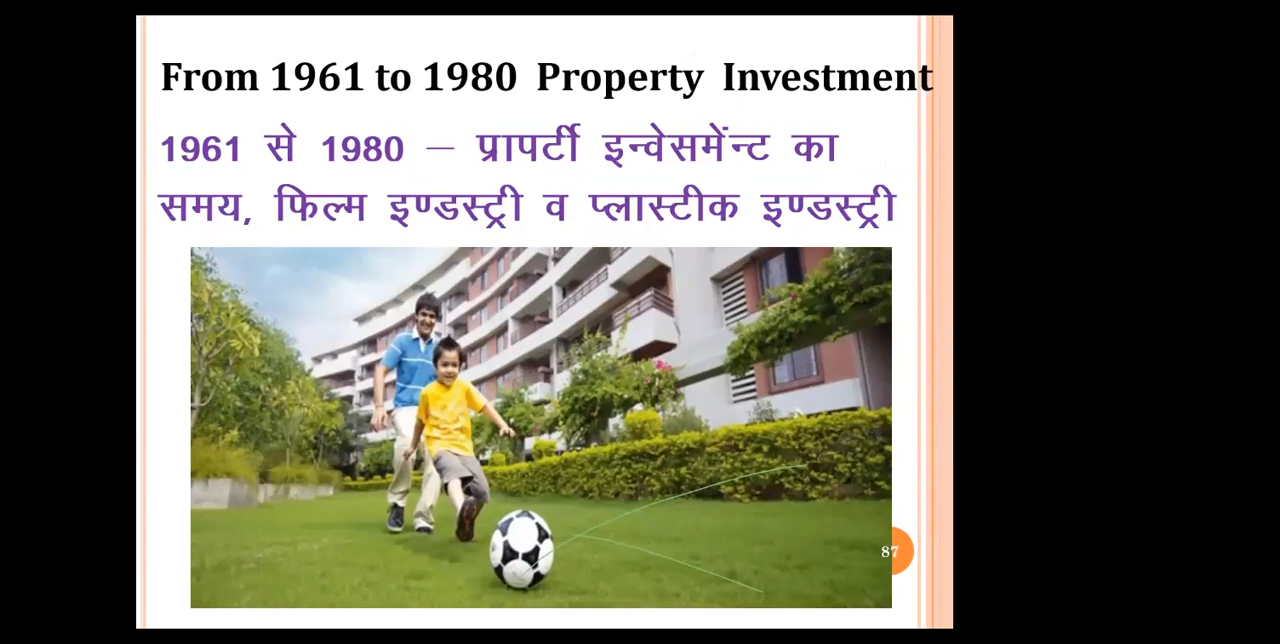 From 1961 to 1980 Property Investment
1961 से 1980 – प्रापर्टी इन्वेसमेंन्ट का
समय, फिल्म इण्डस्ट्री व प्लास्टीक इण्डस्ट्री
87